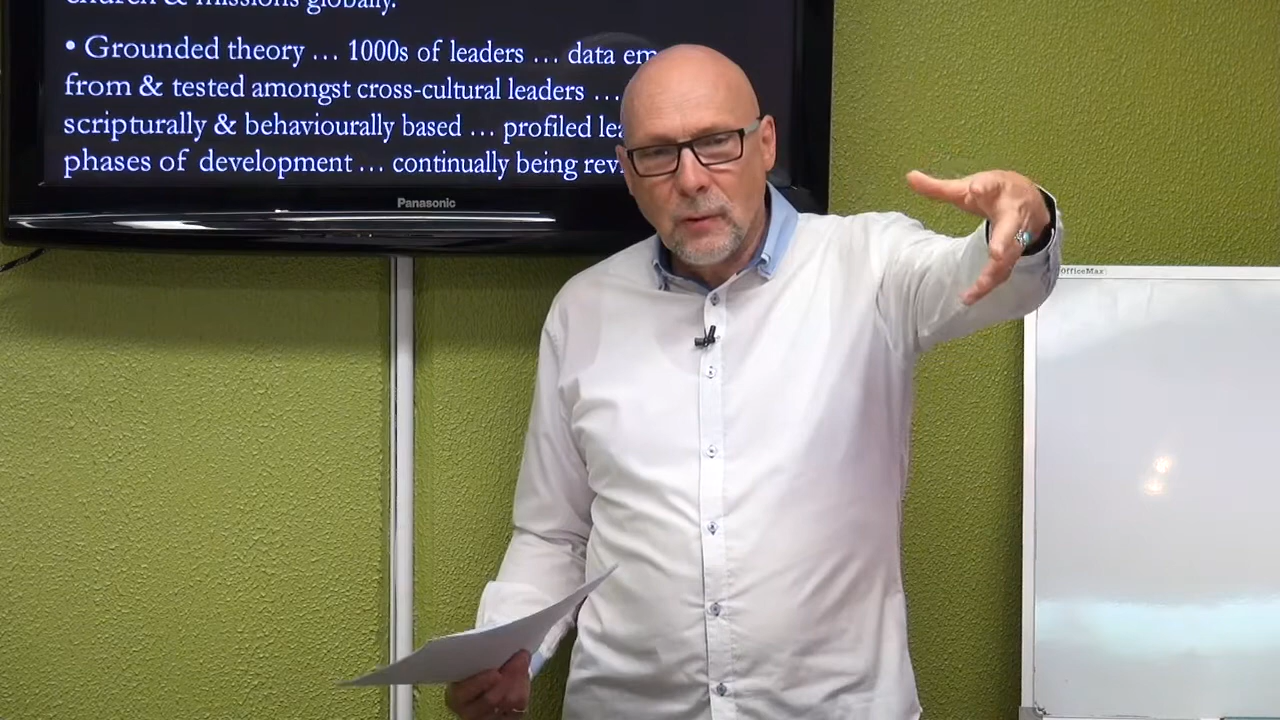 church & missions globally.
• Grounded theory … 1000s of leaders … data em
from & tested amongst cross-cultural leaders …
scripturally & behaviourally based … profiled lea
phases of development … continually being rev
Panasonic
OfficeMax